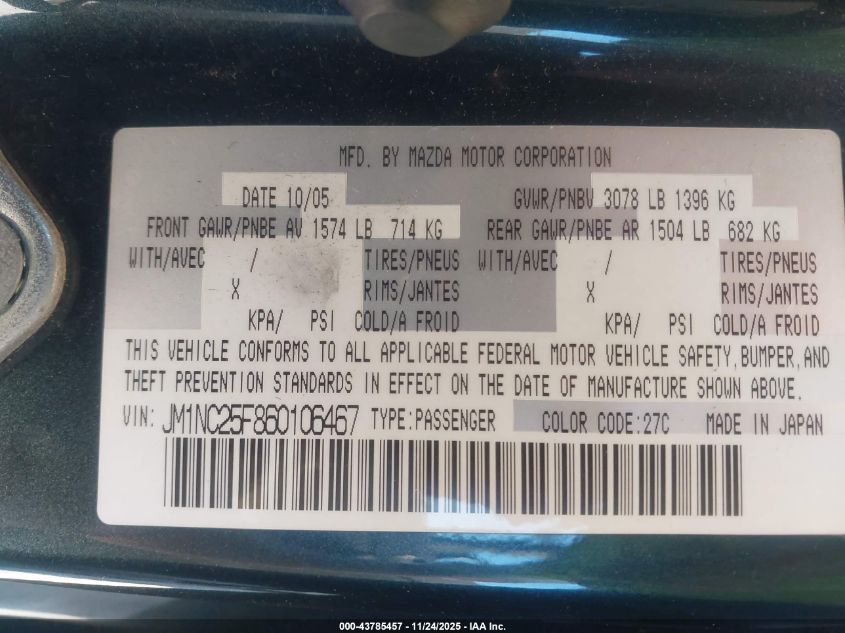 MFD. BY MAZDA MOTOR CORPORATION
DATE 10/05 GVWR/PNBV 3078 LB 1396 KG
FRONT GAWR/PNBE AV 1574 LB 714 KG REAR GAWR/PNBE AR 1504 LB 682 KG
WITH/AVEC / TIRES/PNEUS WITH/AVEC / TIRES/PNEUS
X RIMS/JANTES X RIMS/JANTES
KPA/ PSI COLD/A FROID KPA/ PSI COLD/A FROID
THIS VEHICLE CONFORMS TO ALL APPLICABLE FEDERAL MOTOR VEHICLE SAFETY, BUMPER, AND
THEFT PREVENTION STANDARDS IN EFFECT ON THE DATE OF MANUFACTURE SHOWN ABOVE.
VIN: JM1NC25F860106467 TYPE:PASSENGER COLOR CODE:27C MADE IN JAPAN
000-43785457 - 11/24/2025 - IAA Inc.